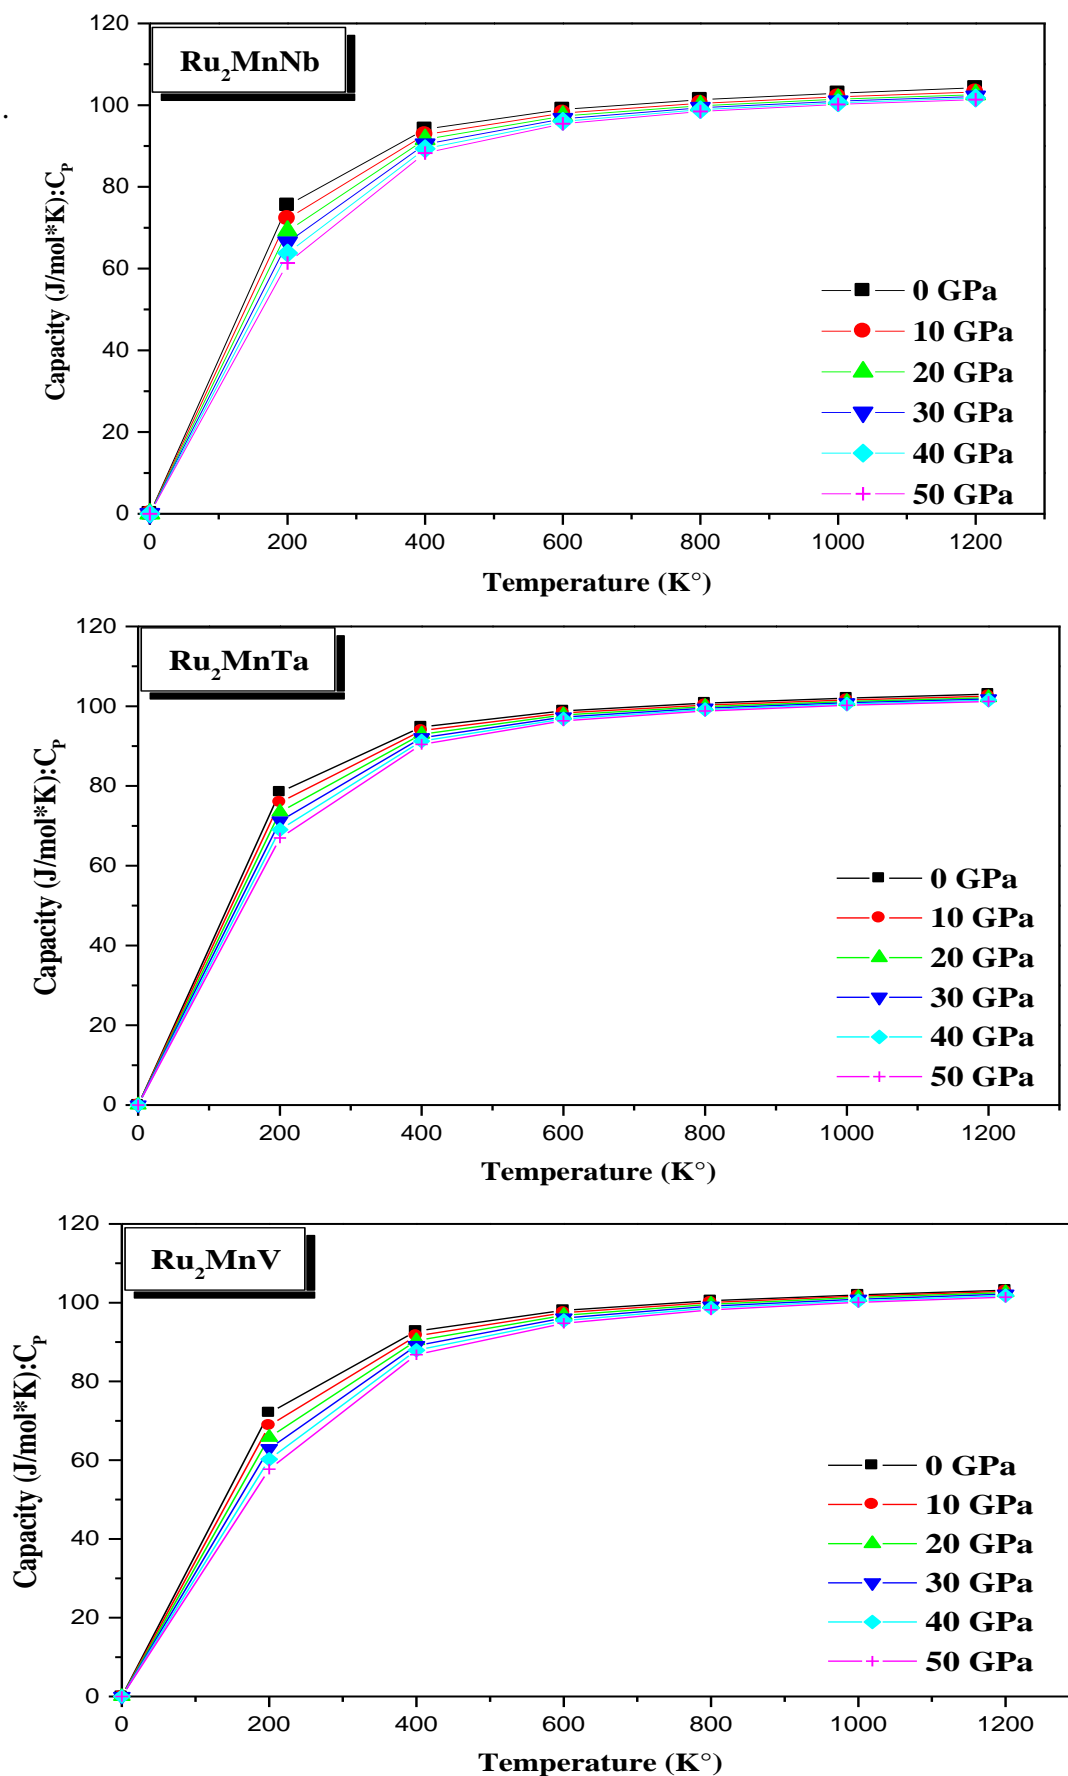 .
Ru₂MnNb
Capacity (J/mol*K):C_P
120
100
80
60
40
20
0
0 GPa
10 GPa
20 GPa
30 GPa
40 GPa
50 GPa
0 200 400 600 800 1000 1200
Temperature (K°)
Ru₂MnTa
Capacity (J/mol*K):C_P
120
100
80
60
40
20
0
0 GPa
10 GPa
20 GPa
30 GPa
40 GPa
50 GPa
0 200 400 600 800 1000 1200
Temperature (K°)
Ru₂MnV
Capacity (J/mol*K):C_P
120
100
80
60
40
20
0
0 GPa
10 GPa
20 GPa
30 GPa
40 GPa
50 GPa
0 200 400 600 800 1000 1200
Temperature (K°)